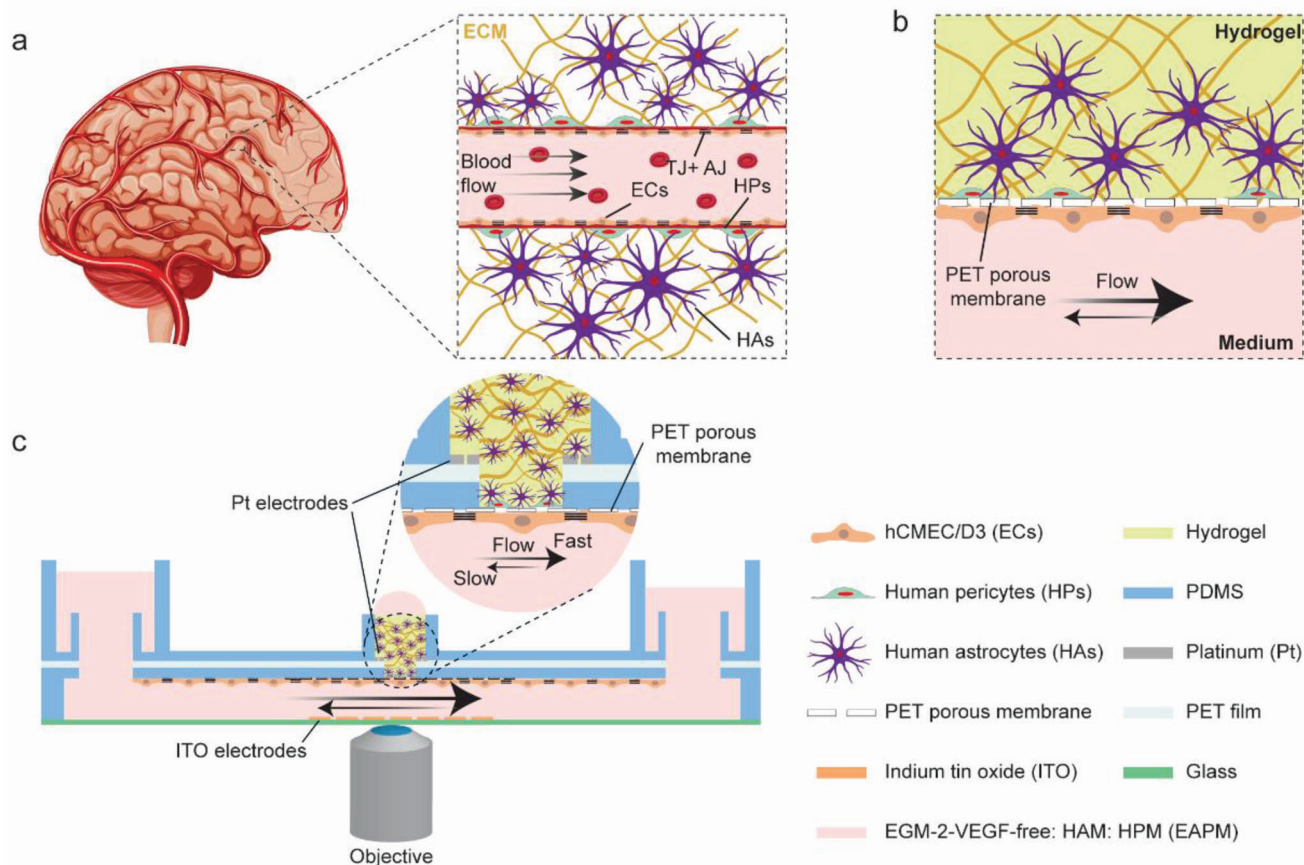 a
ECM
Blood
flow
TJ+ AJ
ECs
HPs
HAs
b
Hydrogel
PET porous
membrane
Flow
Medium
c
PET porous
membrane
Pt electrodes
Flow
Fast
Slow
ITO electrodes
Objective
hCMEC/D3 (ECs)
Hydrogel
Human pericytes (HPs)
PDMS
Human astrocytes (HAs)
Platinum (Pt)
PET porous membrane
PET film
Indium tin oxide (ITO)
Glass
EGM-2-VEGF-free: HAM: HPM (EAPM)